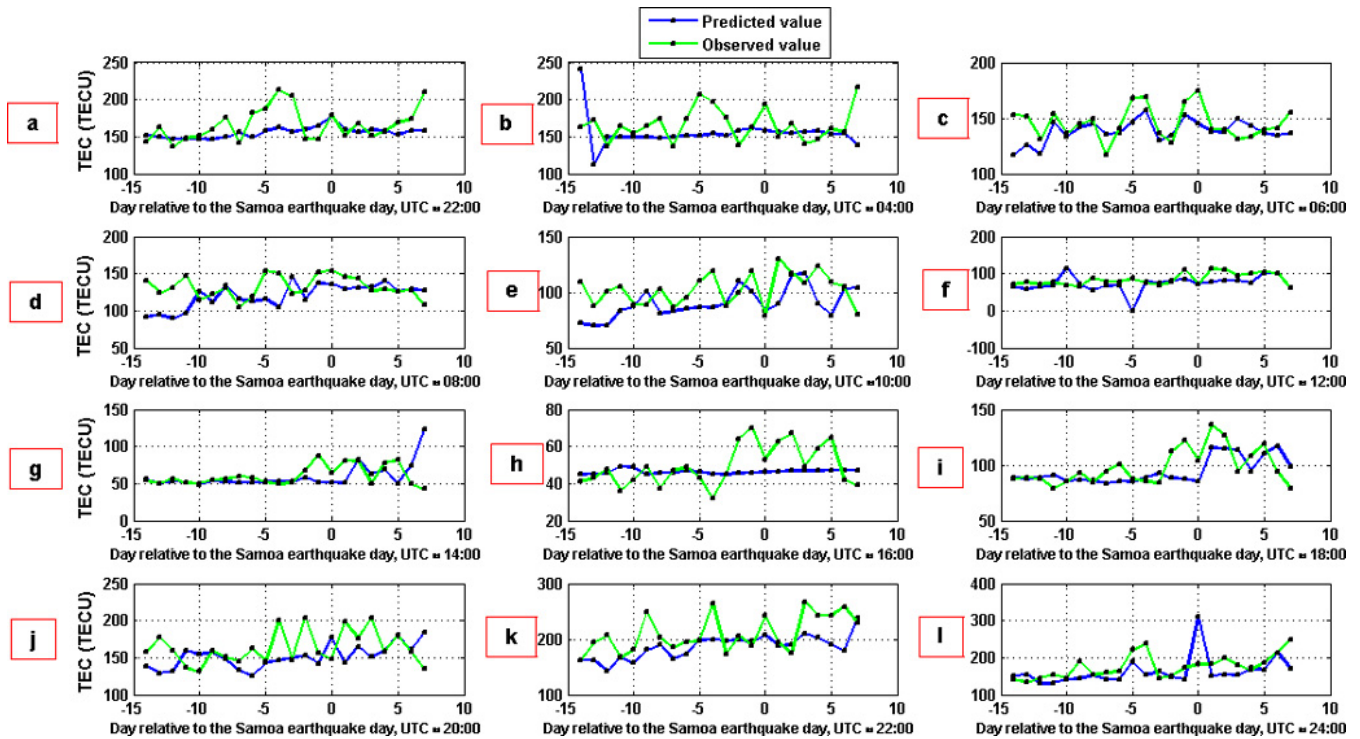 Predicted value
Observed value
a
TEC (TECU)
250
200
150
100
-15 -10 -5 0 5 10
Day relative to the Samoa earthquake day, UTC = 22:00
b
250
200
150
100
-15 -10 -5 0 5 10
Day relative to the Samoa earthquake day, UTC = 04:00
c
200
150
100
-15 -10 -5 0 5 10
Day relative to the Samoa earthquake day, UTC = 06:00
d
TEC (TECU)
200
150
100
50
-15 -10 -5 0 5 10
Day relative to the Samoa earthquake day, UTC = 08:00
e
150
100
50
-15 -10 -5 0 5 10
Day relative to the Samoa earthquake day, UTC =10:00
f
200
100
0
-100
-15 -10 -5 0 5 10
Day relative to the Samoa earthquake day, UTC = 12:00
g
TEC (TECU)
150
100
50
0
-15 -10 -5 0 5 10
Day relative to the Samoa earthquake day, UTC = 14:00
h
80
60
40
20
-15 -10 -5 0 5 10
Day relative to the Samoa earthquake day, UTC = 16:00
i
150
100
50
-15 -10 -5 0 5 10
Day relative to the Samoa earthquake day, UTC = 18:00
j
TEC (TECU)
250
200
150
100
-15 -10 -5 0 5 10
Day relative to the Samoa earthquake day, UTC = 20:00
k
300
200
100
-15 -10 -5 0 5 10
Day relative to the Samoa earthquake day, UTC = 22:00
l
400
300
200
100
-15 -10 -5 0 5 10
Day relative to the Samoa earthquake day, UTC = 24:00